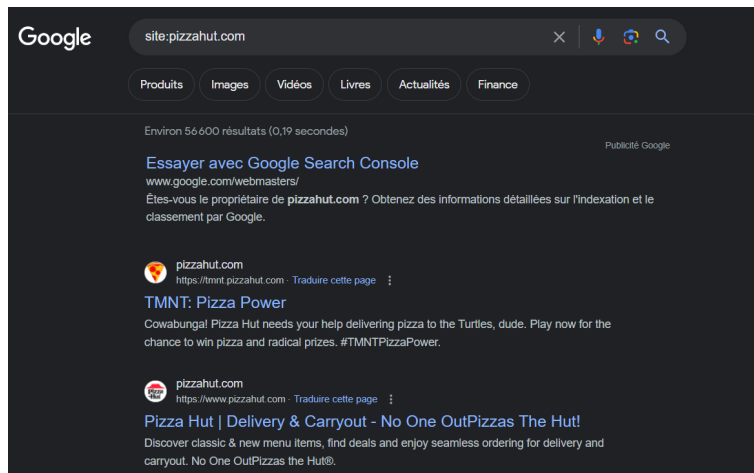 Google
site:pizzahut.com
Produits
Images
Vidéos
Livres
Actualités
Finance
Environ 56 600 résultats (0,19 secondes)
Publicité Google
Essayer avec Google Search Console
www.google.com/webmasters/
Êtes-vous le propriétaire de pizzahut.com ? Obtenez des informations détaillées sur l'indexation et le
classement par Google.
pizzahut.com
https://tmnt.pizzahut.com · Traduire cette page
TMNT: Pizza Power
Cowabunga! Pizza Hut needs your help delivering pizza to the Turtles, dude. Play now for the
chance to win pizza and radical prizes. #TMNTPizzaPower.
Pizza Hut
pizzahut.com
https://www.pizzahut.com · Traduire cette page
Pizza Hut | Delivery & Carryout - No One OutPizzas The Hut!
Discover classic & new menu items, find deals and enjoy seamless ordering for delivery and
carryout. No One OutPizzas the Hut®.